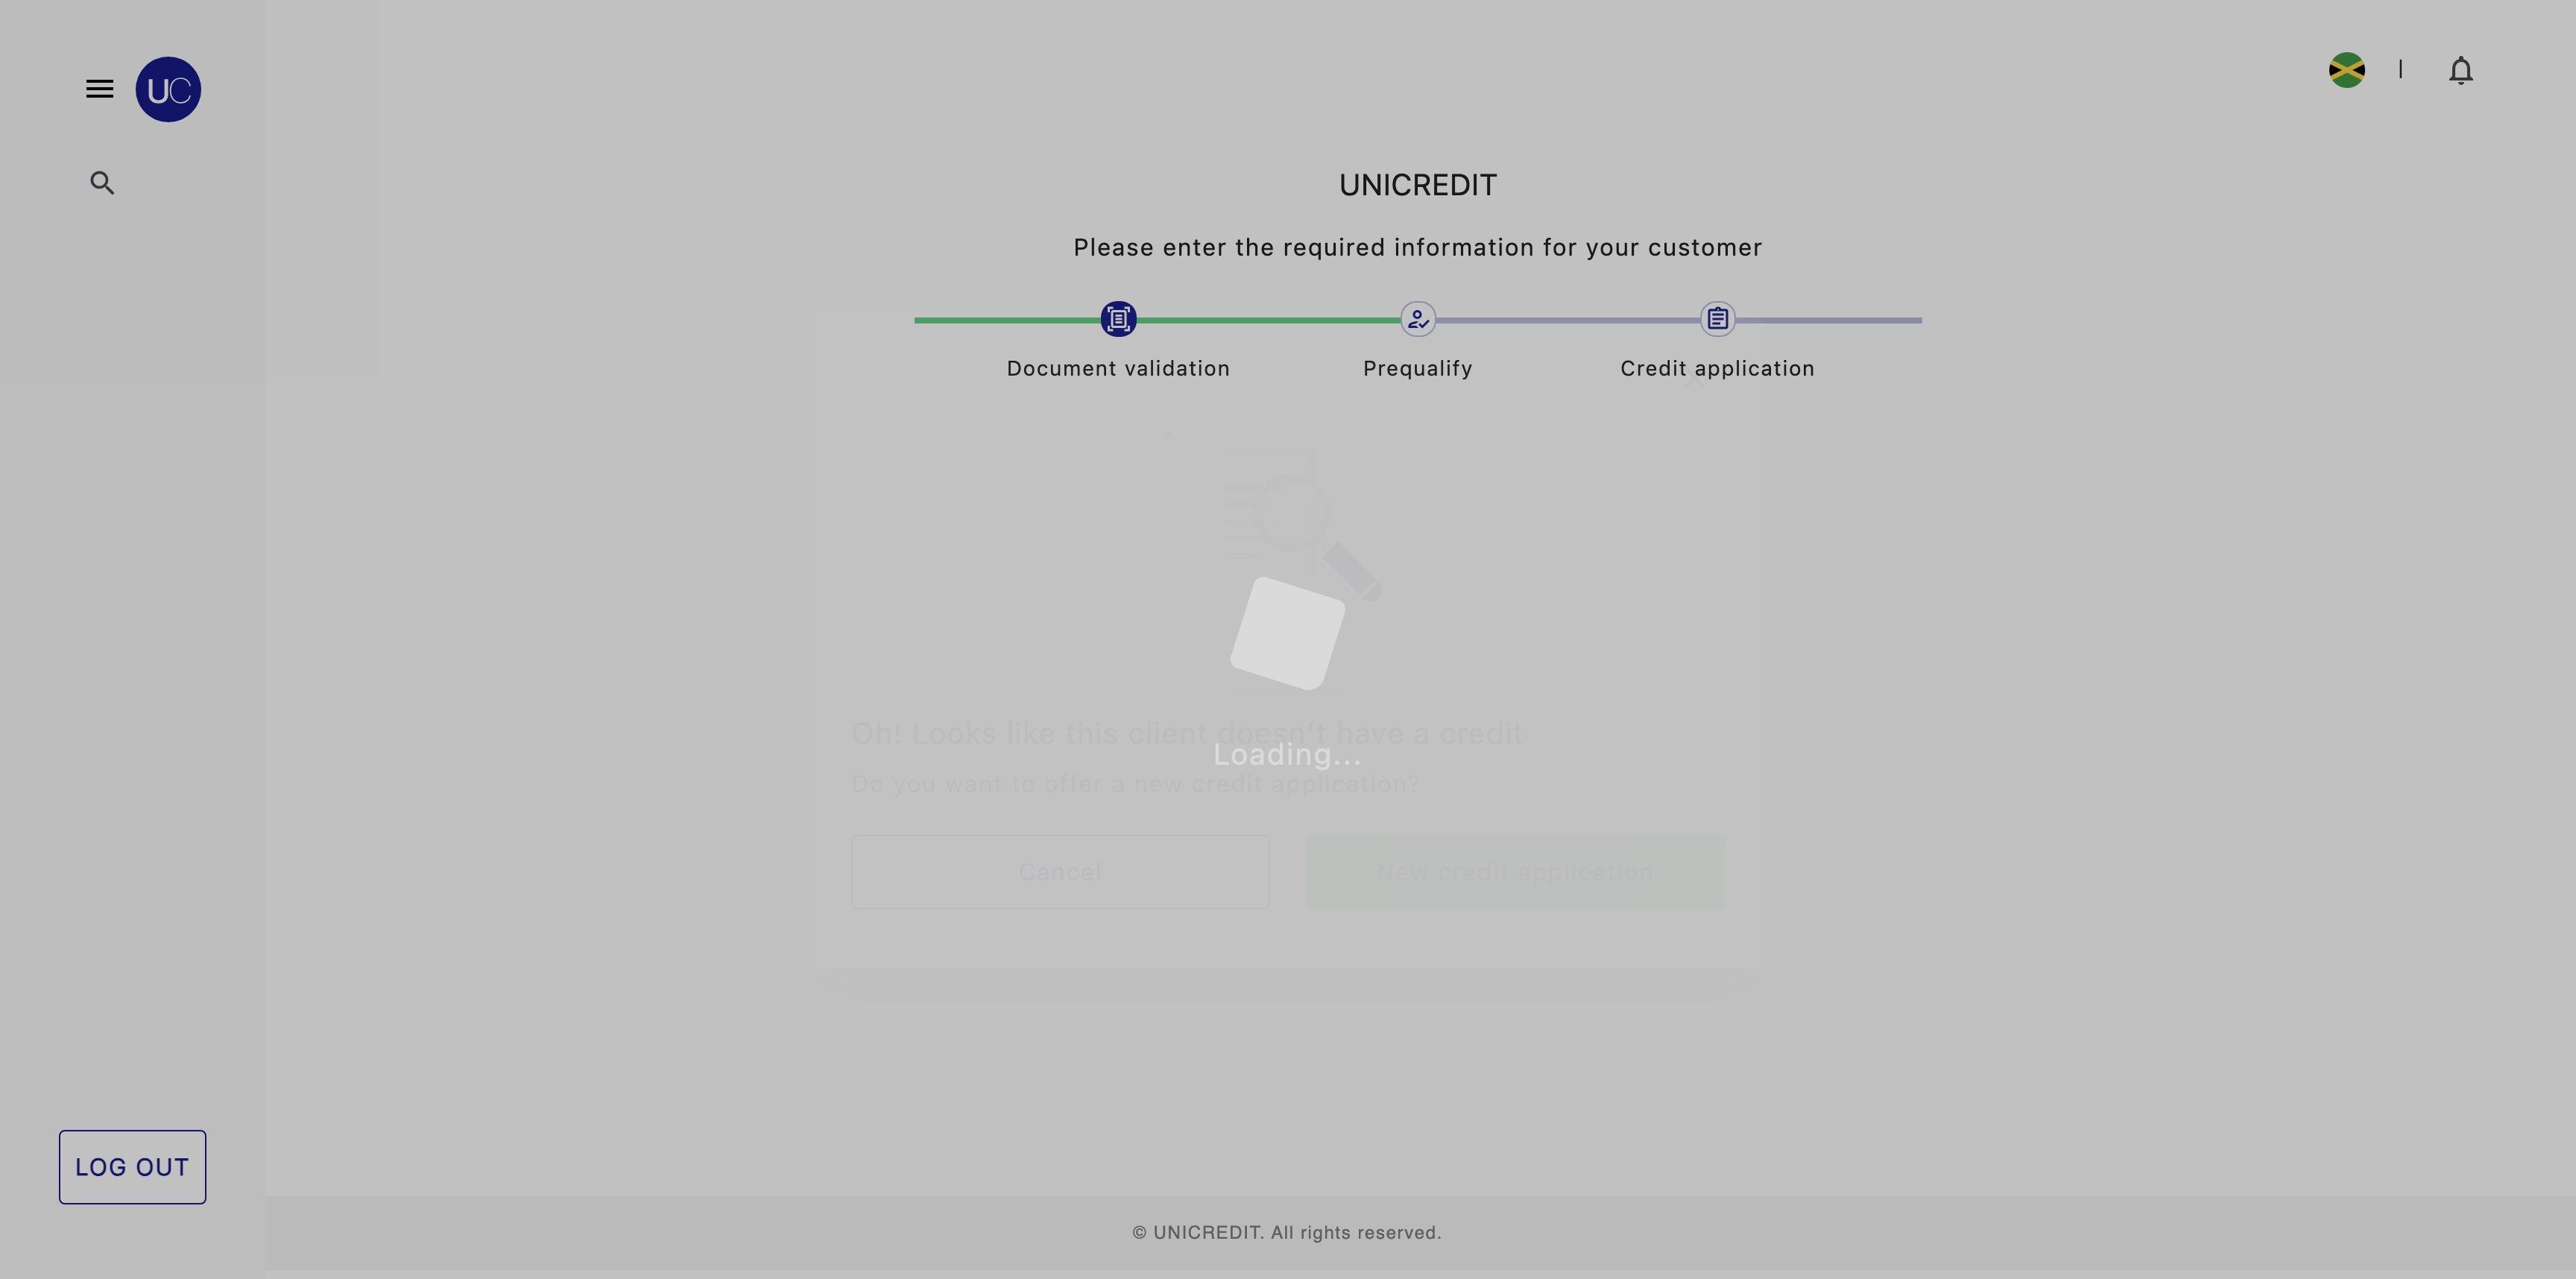 UC
UNICREDIT
Please enter the required information for your customer
Document validation
Prequalify
Credit application
Oh! Looks like this client doesn't have a credit
Loading...
Do you want to offer a new credit application?
Cancel
New credit application
LOG OUT
© UNICREDIT. All rights reserved.